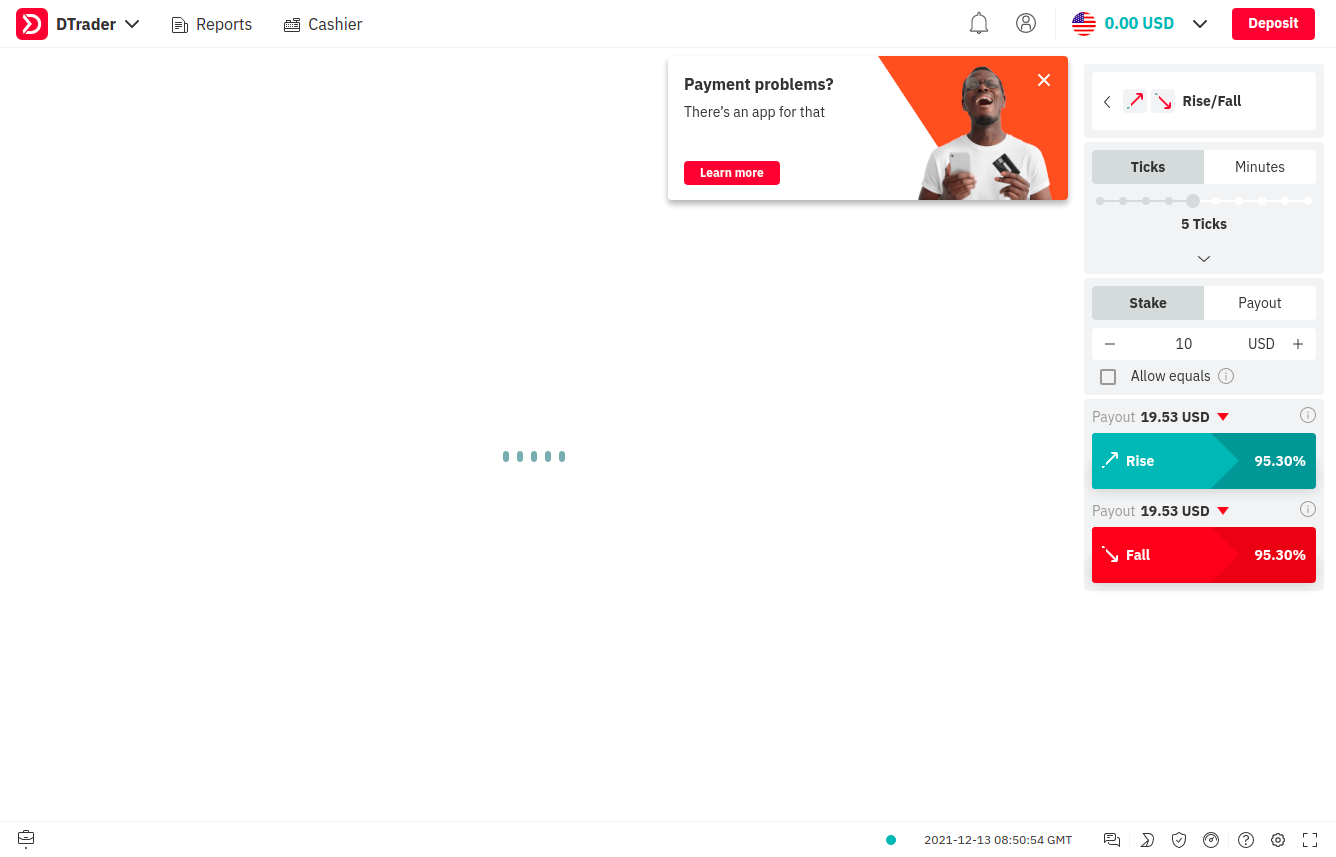 DTrader
Reports
Cashier
0.00 USD
Deposit
Payment problems?
There's an app for that
Learn more
Rise/Fall
Ticks
Minutes
5 Ticks
Stake
Payout
10
USD
Allow equals
Payout 19.53 USD
Rise
95.30%
Payout 19.53 USD
Fall
95.30%
2021-12-13 08:50:54 GMT